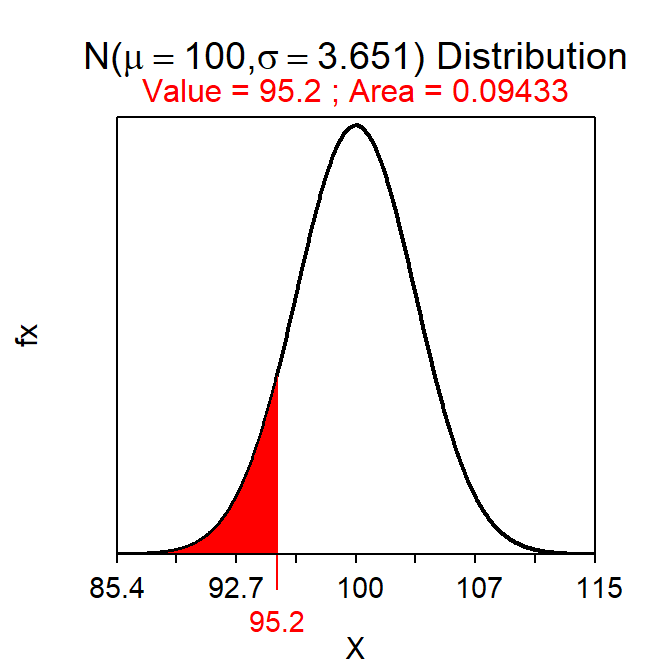 N(μ = 100,σ = 3.651) Distribution
Value = 95.2 ; Area = 0.09433
fx
85.4 92.7 100 107 115
95.2
X